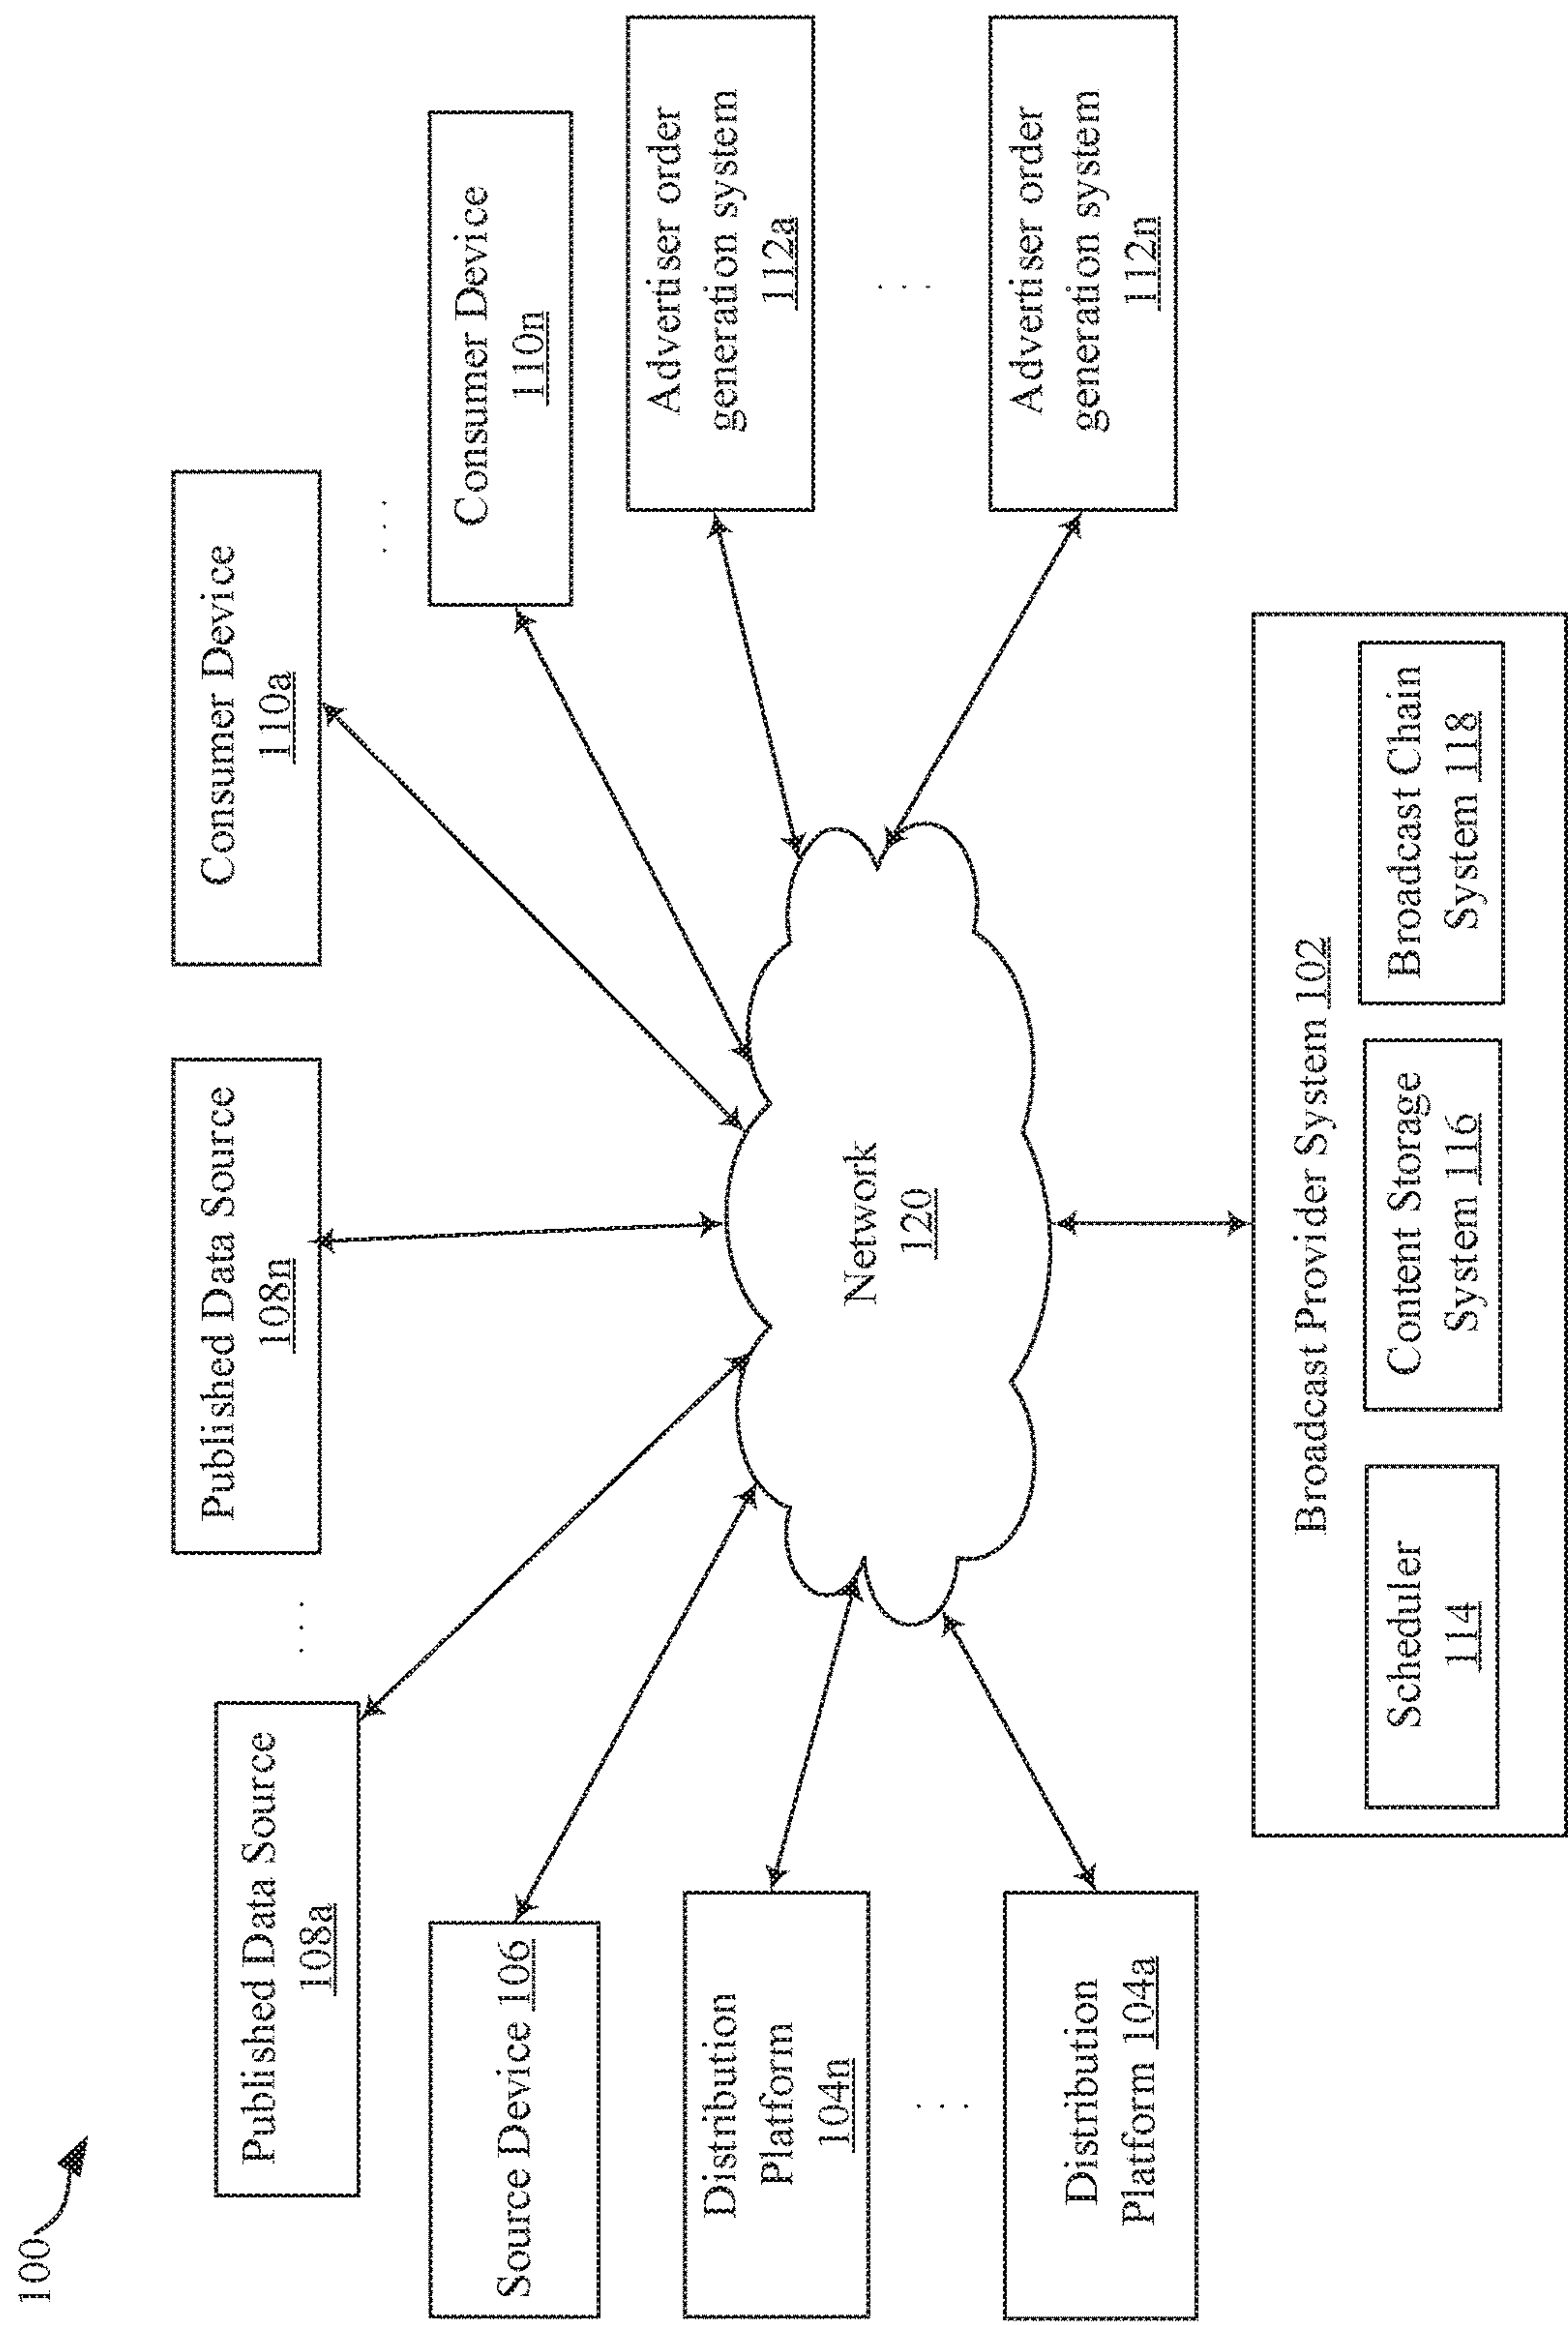 100
Published Data Source
108a
. . .
Published Data Source
108n
Consumer Device
110a
. . .
Consumer Device
110n
Source Device 106
Distribution
Platform
104n
. . .
Distribution
Platform 104a
Network
120
Advertiser order
generation system
112a
. . .
Advertiser order
generation system
112n
Broadcast Provider System 102
Scheduler
114
Content Storage
System 116
Broadcast Chain
System 118